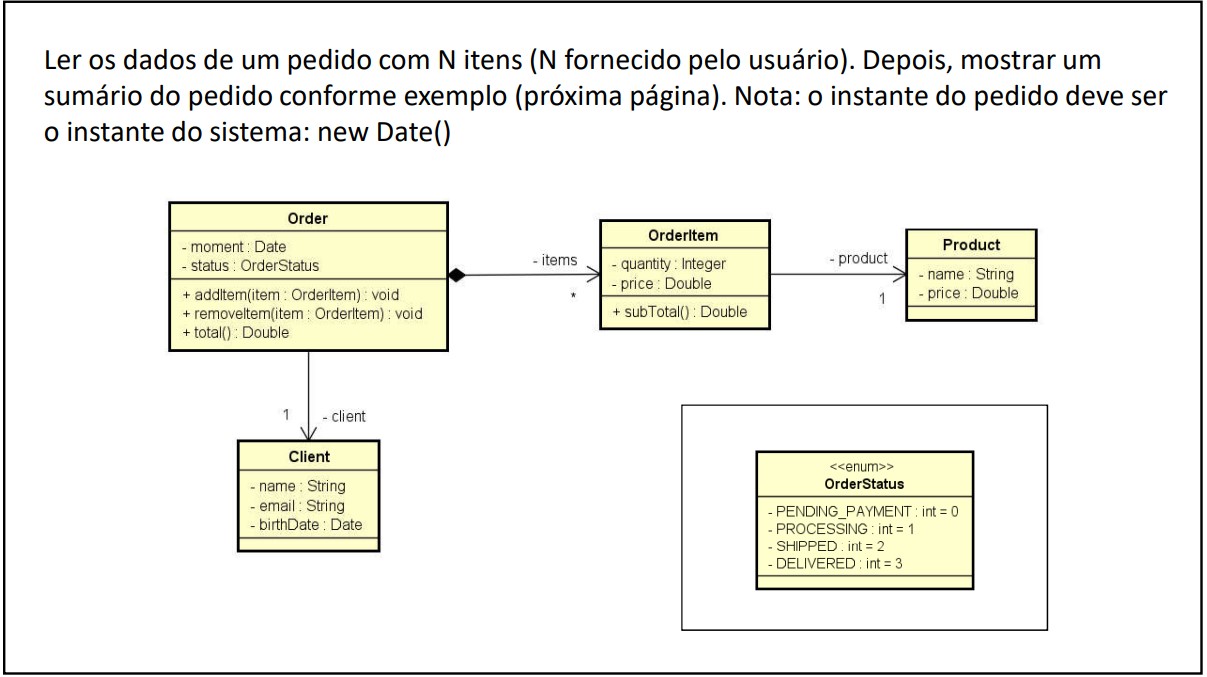 Ler os dados de um pedido com N itens (N fornecido pelo usuário). Depois, mostrar um
sumário do pedido conforme exemplo (próxima página). Nota: o instante do pedido deve ser
o instante do sistema: new Date()
Order
- moment : Date
- status : OrderStatus
+ addItem(item : OrderItem) : void
+ removeItem(item : OrderItem) : void
+ total() : Double
- items
*
OrderItem
- quantity : Integer
- price : Double
+ subTotal() : Double
- product
1
Product
- name : String
- price : Double
1
- client
Client
- name : String
- email : String
- birthDate : Date
<<enum>>
OrderStatus
- PENDING_PAYMENT : int = 0
- PROCESSING : int = 1
- SHIPPED : int = 2
- DELIVERED : int = 3